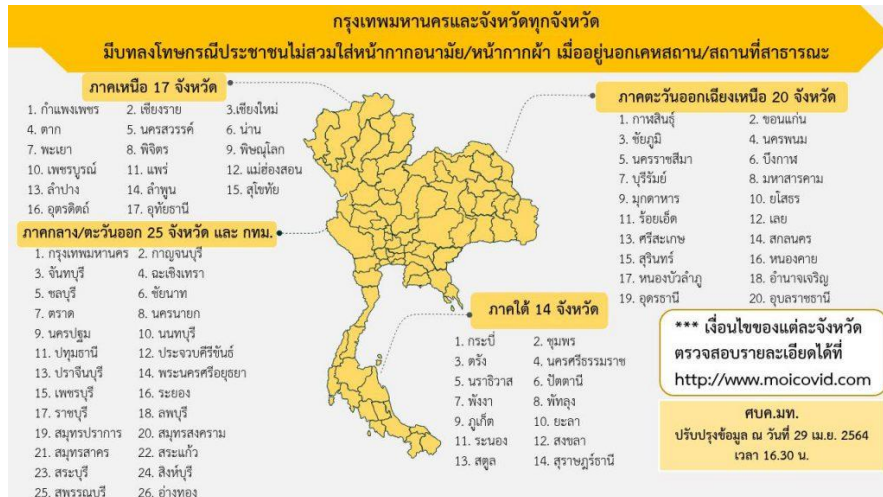 กรุงเทพมหานครและจังหวัดทุกจังหวัด
มีบทลงโทษกรณีประชาชนไม่สวมใส่หน้ากากอนามัย/หน้ากากผ้า เมื่ออยู่นอกเคหสถาน/สถานที่สาธารณะ
ภาคเหนือ 17 จังหวัด
1. กำแพงเพชร 2. เชียงราย 3.เชียงใหม่
4. ตาก 5. นครสวรรค์ 6. น่าน
7. พะเยา 8. พิจิตร 9. พิษณุโลก
10. เพชรบูรณ์ 11. แพร่ 12. แม่ฮ่องสอน
13. ลำปาง 14. ลำพูน 15. สุโขทัย
16. อุตรดิตถ์ 17. อุทัยธานี
ภาคกลาง/ตะวันออก 25 จังหวัด และ กทม.
1. กรุงเทพมหานคร 2. กาญจนบุรี
3. จันทบุรี 4. ฉะเชิงเทรา
5. ชลบุรี 6. ชัยนาท
7. ตราด 8. นครนายก
9. นครปฐม 10. นนทบุรี
11. ปทุมธานี 12. ประจวบคีรีขันธ์
13. ปราจีนบุรี 14. พระนครศรีอยุธยา
15. เพชรบุรี 16. ระยอง
17. ราชบุรี 18. ลพบุรี
19. สมุทรปราการ 20. สมุทรสงคราม
21. สมุทรสาคร 22. สระแก้ว
23. สระบุรี 24. สิงห์บุรี
25. สุพรรณบุรี 26. อ่างทอง
ภาคตะวันออกเฉียงเหนือ 20 จังหวัด
1. กาฬสินธุ์ 2. ขอนแก่น
3. ชัยภูมิ 4. นครพนม
5. นครราชสีมา 6. บึงกาฬ
7. บุรีรัมย์ 8. มหาสารคาม
9. มุกดาหาร 10. ยโสธร
11. ร้อยเอ็ด 12. เลย
13. ศรีสะเกษ 14. สกลนคร
15. สุรินทร์ 16. หนองคาย
17. หนองบัวลำภู 18. อำนาจเจริญ
19. อุดรธานี 20. อุบลราชธานี
ภาคใต้ 14 จังหวัด
1. กระบี่ 2. ชุมพร
3. ตรัง 4. นครศรีธรรมราช
5. นราธิวาส 6. ปัตตานี
7. พังงา 8. พัทลุง
9. ภูเก็ต 10. ยะลา
11. ระนอง 12. สงขลา
13. สตูล 14. สุราษฎร์ธานี
*** เงื่อนไขของแต่ละจังหวัด
ตรวจสอบรายละเอียดได้ที่
http://www.moicovid.com
ศบค.มท.
ปรับปรุงข้อมูล ณ วันที่ 29 เม.ย. 2564
เวลา 16.30 น.